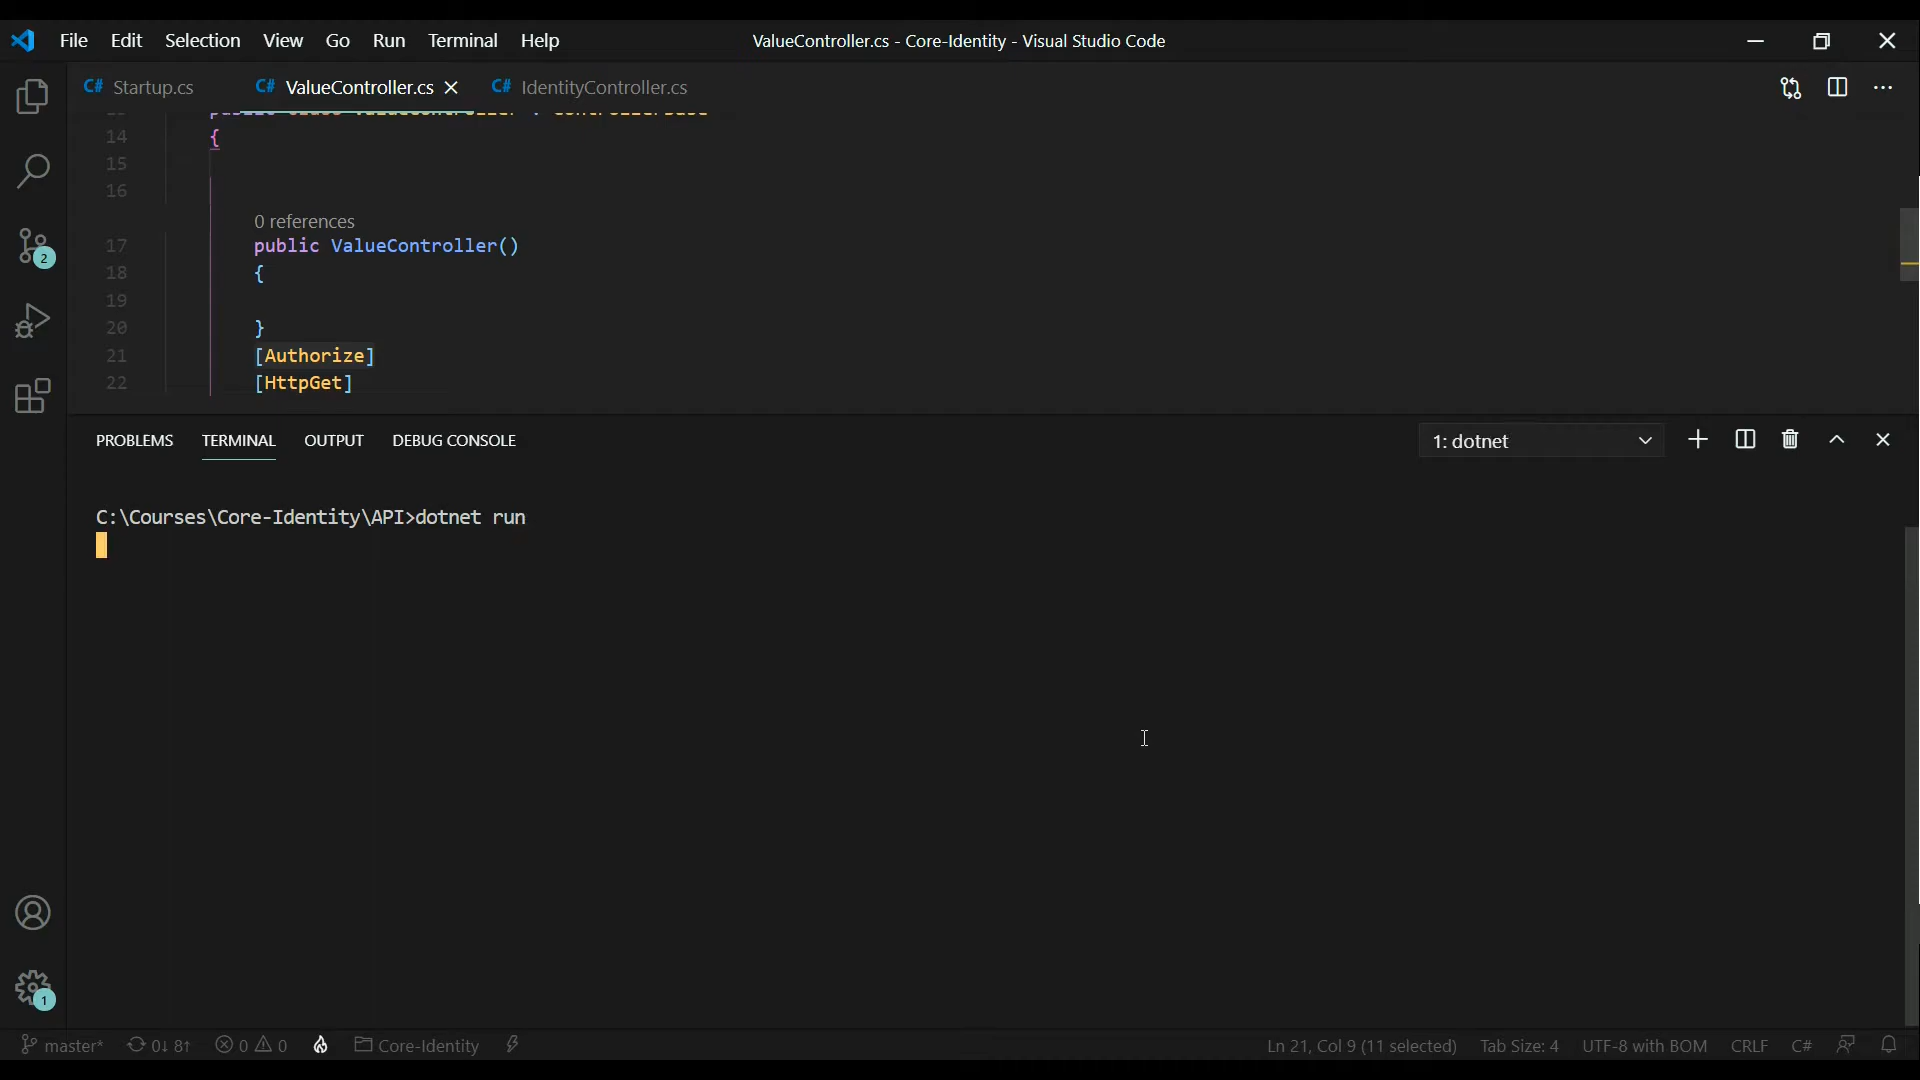 File Edit Selection View Go Run Terminal Help
ValueController.cs - Core-Identity - Visual Studio Code
C# Startup.cs
C# ValueController.cs
C# IdentityController.cs
14 {
15
16
0 references
17 public ValueController()
18 {
19
20 }
21 [Authorize]
22 [HttpGet]
2
PROBLEMS TERMINAL OUTPUT DEBUG CONSOLE
1: dotnet
C:\Courses\Core-Identity\API>dotnet run
1
master* 0↓ 8↑ 0 0 Core-Identity
Ln 21, Col 9 (11 selected) Tab Size: 4 UTF-8 with BOM CRLF C#